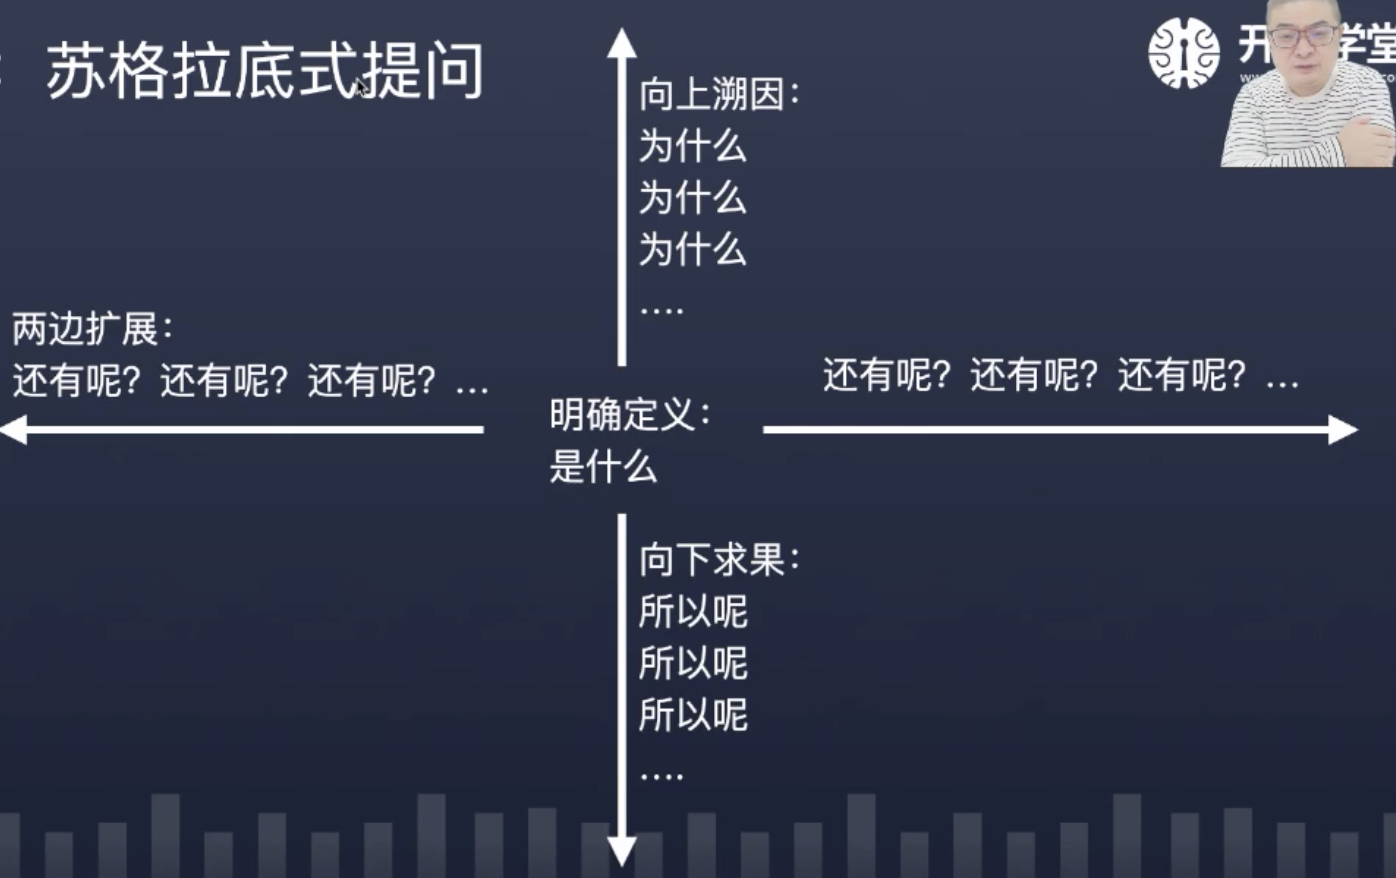 : 苏格拉底式提问
向上溯因：
为什么
为什么
为什么
....
两边扩展：
还有呢？还有呢？还有呢？...
还有呢？还有呢？还有呢？...
明确定义：
是什么
向下求果：
所以呢
所以呢
所以呢
....
开 学堂